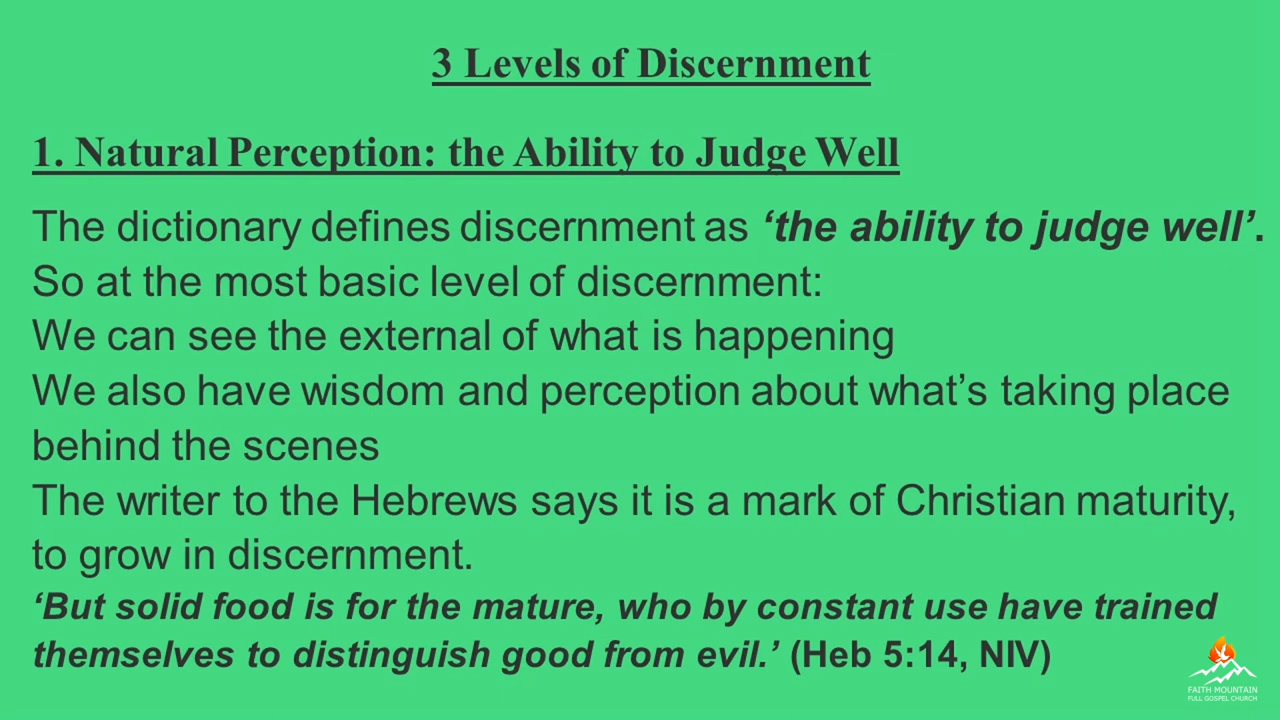 3 Levels of Discernment
1. Natural Perception: the Ability to Judge Well
The dictionary defines discernment as ‘the ability to judge well’.
So at the most basic level of discernment:
We can see the external of what is happening
We also have wisdom and perception about what’s taking place
behind the scenes
The writer to the Hebrews says it is a mark of Christian maturity,
to grow in discernment.
‘But solid food is for the mature, who by constant use have trained
themselves to distinguish good from evil.’ (Heb 5:14, NIV)
FAITH MOUNTAIN
FULL GOSPEL CHURCH